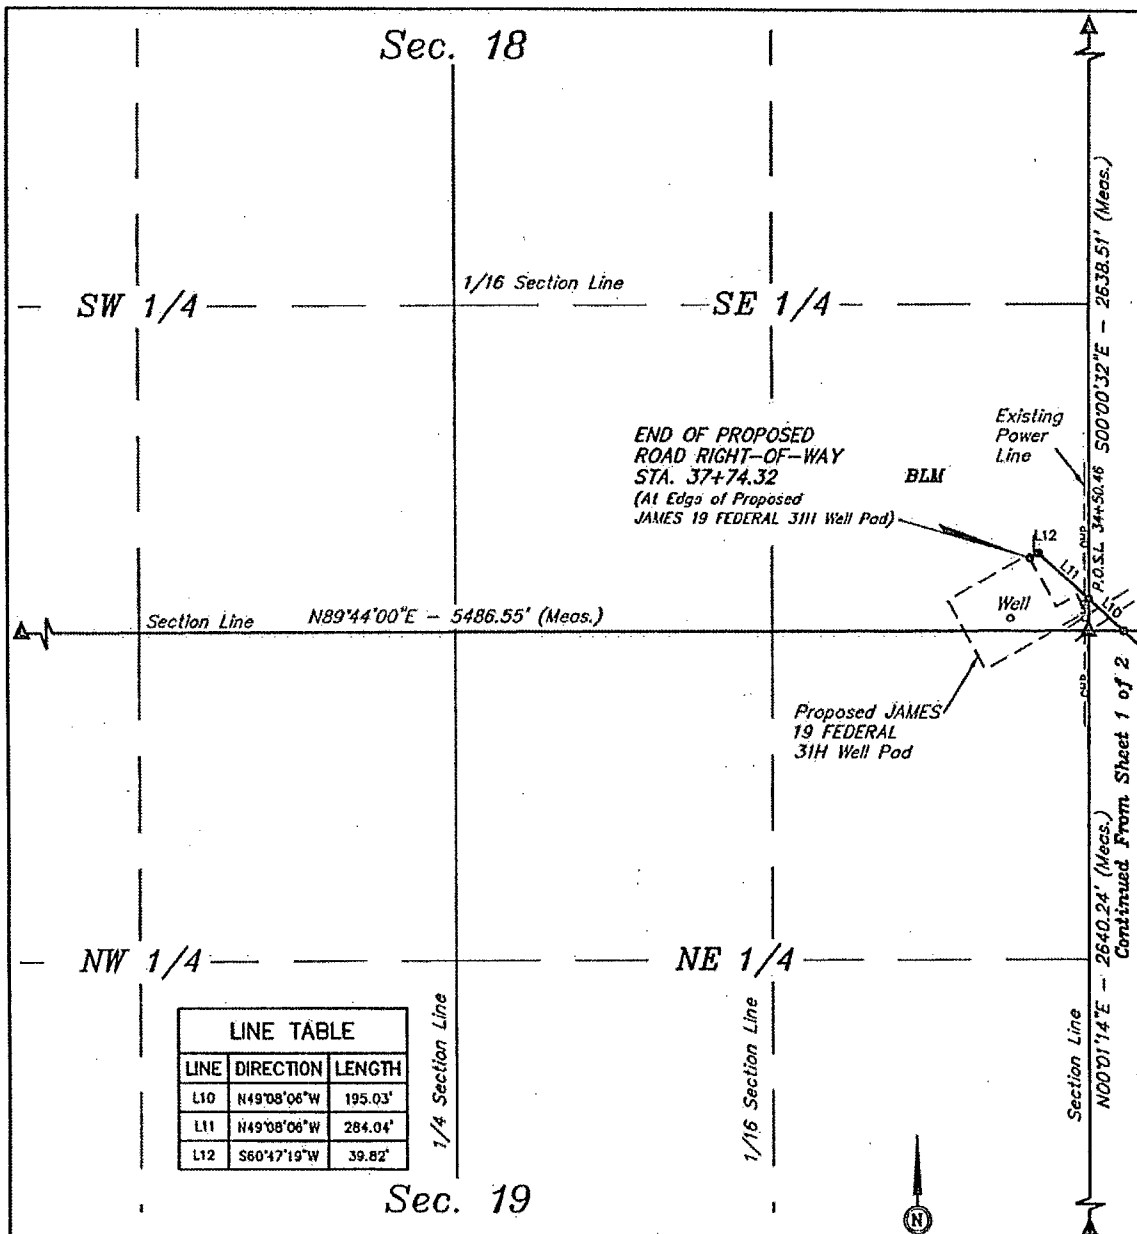 Sec. 18
1/16 Section Line
SW 1/4
SE 1/4
S00°00'32"E - 2638.51' (Meas.)
P.O.S.L. 34+50.46
Existing
Power
Line
END OF PROPOSED
ROAD RIGHT-OF-WAY
STA. 37+74.32
(At Edge of Proposed
JAMES 19 FEDERAL 31H Well Pad)
BLM
L12
L11
L10
OHP
Well
Section Line
N89°44'00"E - 5486.55' (Meas.)
Proposed JAMES
19 FEDERAL
31H Well Pad
OHP
Continued From Sheet 1 of 2
N00°01'14"E - 2640.24' (Meas.)
Section Line
NW 1/4
NE 1/4
1/4 Section Line
1/16 Section Line
LINE TABLE
LINE DIRECTION LENGTH
L10 N49°08'06"W 195.03'
L11 N49°08'06"W 284.04'
L12 S60°47'19"W 39.82'
Sec. 19
N